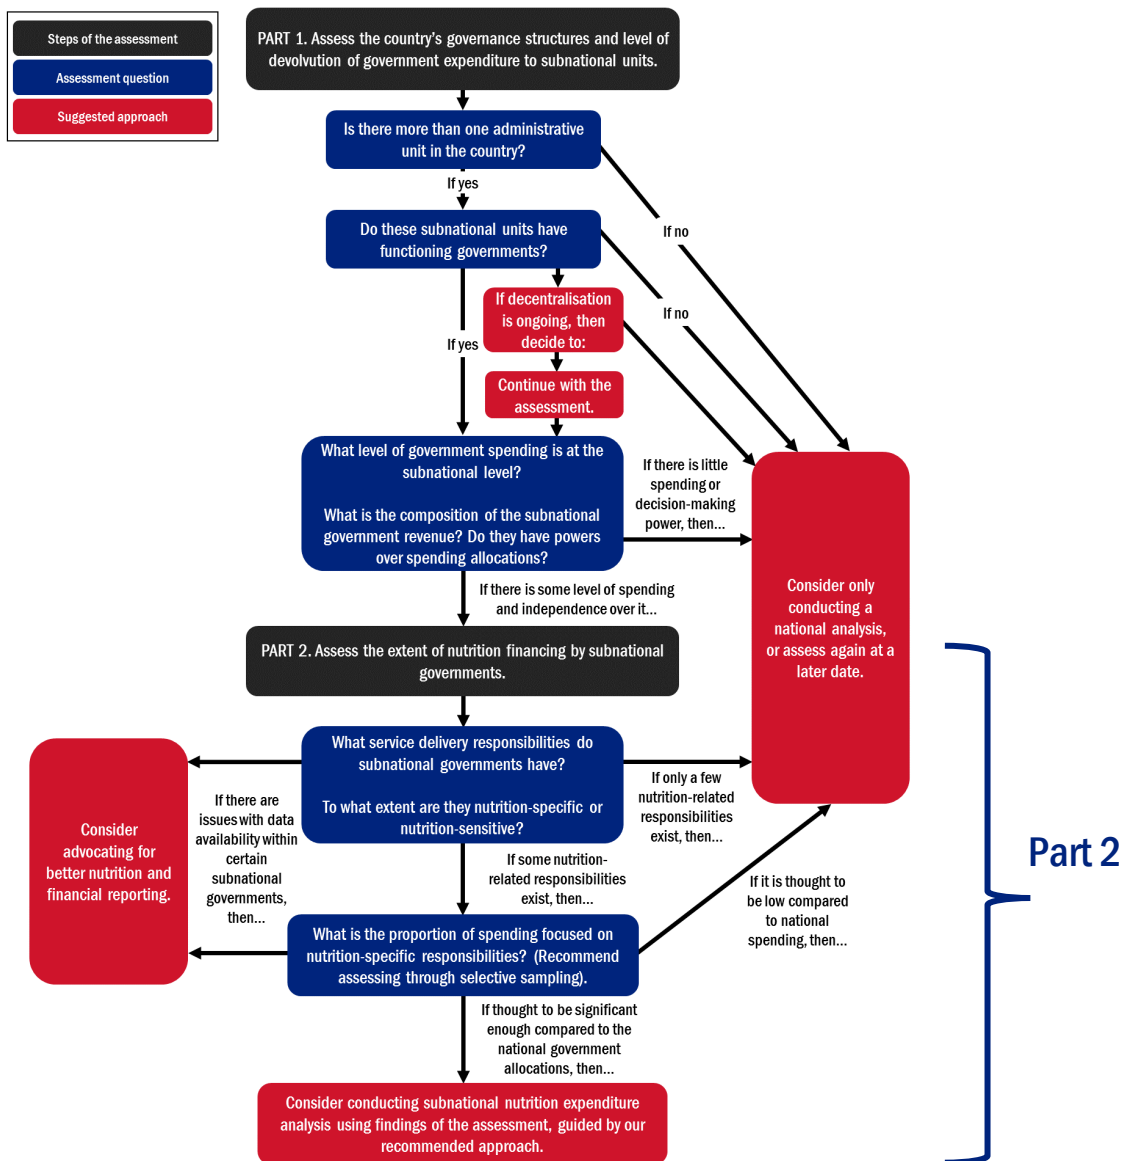 Steps of the assessment
Assessment question
Suggested approach
PART 1. Assess the country's governance structures and level of
devolution of government expenditure to subnational units.
Is there more than one administrative
unit in the country?
If yes
If no
Do these subnational units have
functioning governments?
If no
If yes
If decentralisation
is ongoing, then
decide to:
Continue with the
assessment.
What level of government spending is at the
subnational level?
What is the composition of the subnational
government revenue? Do they have powers
over spending allocations?
If there is little
spending or
decision-making
power, then...
Consider only
conducting a
national analysis,
or assess again at a
later date.
If there is some level of spending
and independence over it...
PART 2. Assess the extent of nutrition financing by subnational
governments.
What service delivery responsibilities do
subnational governments have?
To what extent are they nutrition-specific or
nutrition-sensitive?
If only a few
nutrition-related
responsibilities
exist, then...
If there are
issues with data
availability within
certain
subnational
governments,
then...
Consider
advocating for
better nutrition and
financial reporting.
If some nutrition-
related responsibilities
exist, then...
What is the proportion of spending focused on
nutrition-specific responsibilities? (Recommend
assessing through selective sampling).
If it is thought to
be low compared
to national
spending, then...
If thought to be significant
enough compared to the
national government
allocations, then...
Consider conducting subnational nutrition expenditure
analysis using findings of the assessment, guided by our
recommended approach.
Part 2